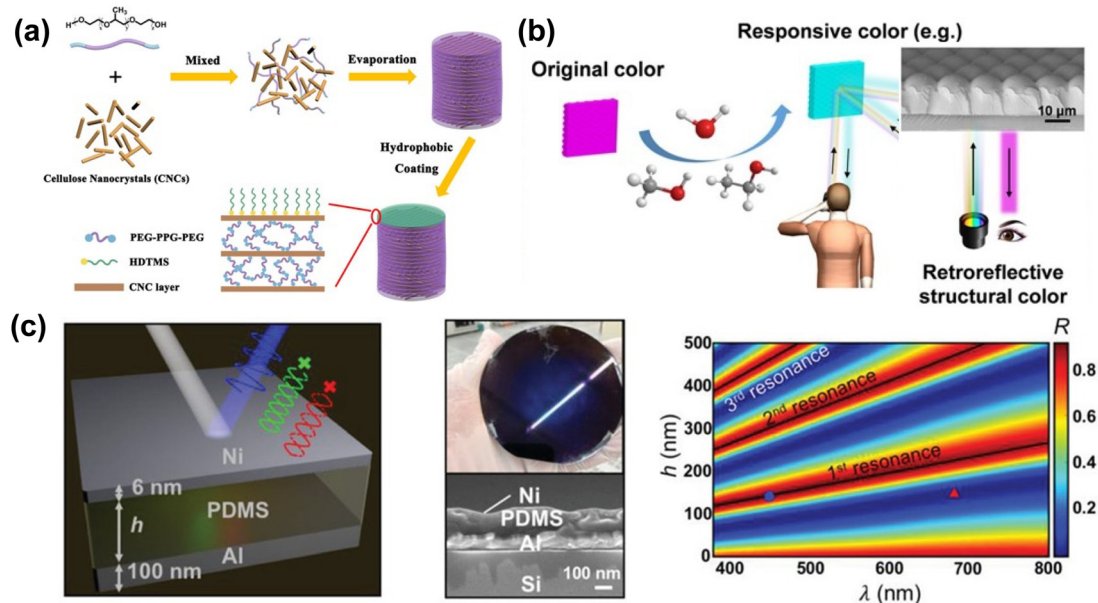 (a)
H
O
x
CH3
O
y
O
z
OH
+
Mixed
Evaporation
Cellulose Nanocrystals (CNCs)
Hydrophobic
Coating
PEG-PPG-PEG
HDTMS
CNC layer
(b)
Original color
Responsive color (e.g.)
10 µm
Retroreflective
structural color
(c)
Ni
6 nm
PDMS
h
Al
100 nm
Ni
PDMS
Al
Si
100 nm
R
500
400
300
200
100
0
h (nm)
3rd resonance
2nd resonance
1st resonance
0.8
0.6
0.4
0.2
400 500 600 700 800
λ (nm)